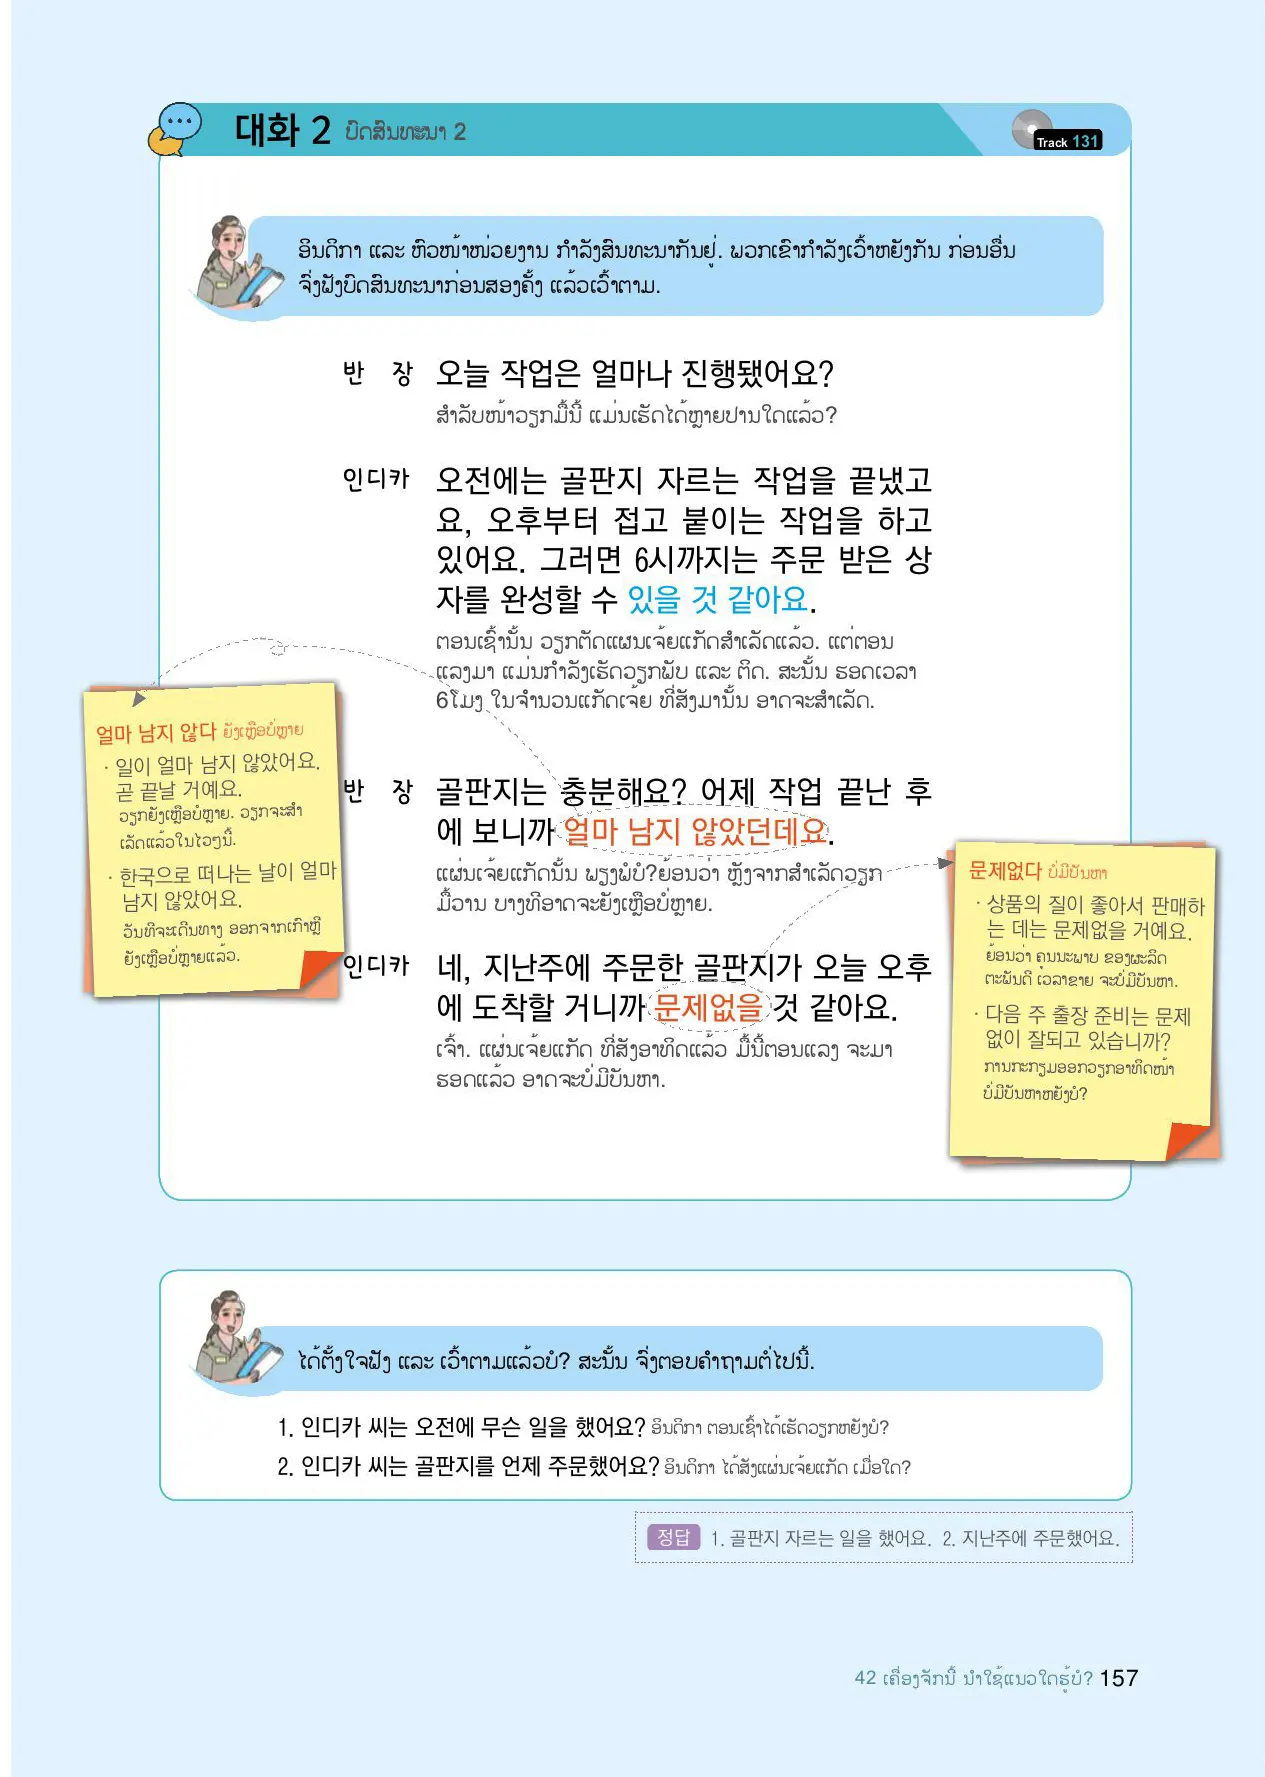 대화 2 ບົດສົນທະນາ 2
Track 131
ອິນດິກາ ແລະ ຫົວໜ້າໜ່ວຍງານ ກຳລັງສົນທະນາກັນຢູ່. ພວກເຂົາກຳລັງເວົ້າຫຍັງກັນ ກ່ອນອື່ນ
ຈົ່ງຟັງບົດສົນທະນາກ່ອນສອງຄັ້ງ ແລ້ວເວົ້າຕາມ.
반 장 오늘 작업은 얼마나 진행됐어요?
ສຳລັບໜ້າວຽກມື້ນີ້ ແມ່ນເຮັດໄດ້ຫຼາຍປານໃດແລ້ວ?
인디카 오전에는 골판지 자르는 작업을 끝냈고
요, 오후부터 접고 붙이는 작업을 하고
있어요. 그러면 6시까지는 주문 받은 상
자를 완성할 수 있을 것 같아요.
ຕອນເຊົ້ານັ້ນ ວຽກຕັດແຜນເຈ້ຍແກັດສຳເລັດແລ້ວ. ແຕ່ຕອນ
ແລງມາ ແມ່ນກຳລັງເຮັດວຽກພັບ ແລະ ຕິດ. ສະນັ້ນ ຮອດເວລາ
6ໂມງ ໃນຈຳນວນແກັດເຈ້ຍ ທີ່ສັ່ງມານັ້ນ ອາດຈະສຳເລັດ.
반 장 골판지는 충분해요? 어제 작업 끝난 후
에 보니까 얼마 남지 않았던데요.
ແຜ່ນເຈ້ຍແກັດນັ້ນ ພຽງພໍບໍ?ຍ້ອນວ່າ ຫຼັງຈາກສຳເລັດວຽກ
ມື້ວານ ບາງທີອາດຈະຍັງເຫຼືອບໍ່ຫຼາຍ.
인디카 네, 지난주에 주문한 골판지가 오늘 오후
에 도착할 거니까 문제없을 것 같아요.
ເຈົ້າ. ແຜ່ນເຈ້ຍແກັດ ທີ່ສັ່ງອາທິດແລ້ວ ມື້ນີ້ຕອນແລງ ຈະມາ
ຮອດແລ້ວ ອາດຈະບໍ່ມີບັນຫາ.
얼마 남지 않다 ຍັງເຫຼືອບໍ່ຫຼາຍ
· 일이 얼마 남지 않았어요.
곧 끝날 거예요.
ວຽກຍັງເຫຼືອບໍ່ຫຼາຍ. ວຽກຈະສຳ
ເລັດແລ້ວໃນໄວໆນີ້.
· 한국으로 떠나는 날이 얼마
남지 않았어요.
ວັນທີຈະເດີນທາງ ອອກຈາກເກົາຫຼີ
ຍັງເຫຼືອບໍ່ຫຼາຍແລ້ວ.
문제없다 ບໍ່ມີບັນຫາ
· 상품의 질이 좋아서 판매하
는 데는 문제없을 거예요.
ຍ້ອນວ່າ ຄຸນນະພາບ ຂອງຜະລິດ
ຕະພັນດີ ເວລາຂາຍ ຈະບໍ່ມີບັນຫາ.
· 다음 주 출장 준비는 문제
없이 잘되고 있습니까?
ການກະກຽມອອກວຽກອາທິດໜ້າ
ບໍ່ມີບັນຫາຫຍັງບໍ?
ໄດ້ຕັ້ງໃຈຟັງ ແລະ ເວົ້າຕາມແລ້ວບໍ? ສະນັ້ນ ຈົ່ງຕອບຄຳຖາມຕໍ່ໄປນີ້.
1. 인디카 씨는 오전에 무슨 일을 했어요? ອິນດິກາ ຕອນເຊົ້າໄດ້ເຮັດວຽກຫຍັງບໍ?
2. 인디카 씨는 골판지를 언제 주문했어요? ອິນດິກາ ໄດ້ສັ່ງແຜ່ນເຈ້ຍແກັດ ເມື່ອໃດ?
정답 1. 골판지 자르는 일을 했어요. 2. 지난주에 주문했어요.
42 ເຄື່ອງຈັກນີ້ ນຳໃຊ້ແນວໃດຮູ້ບໍ? 157